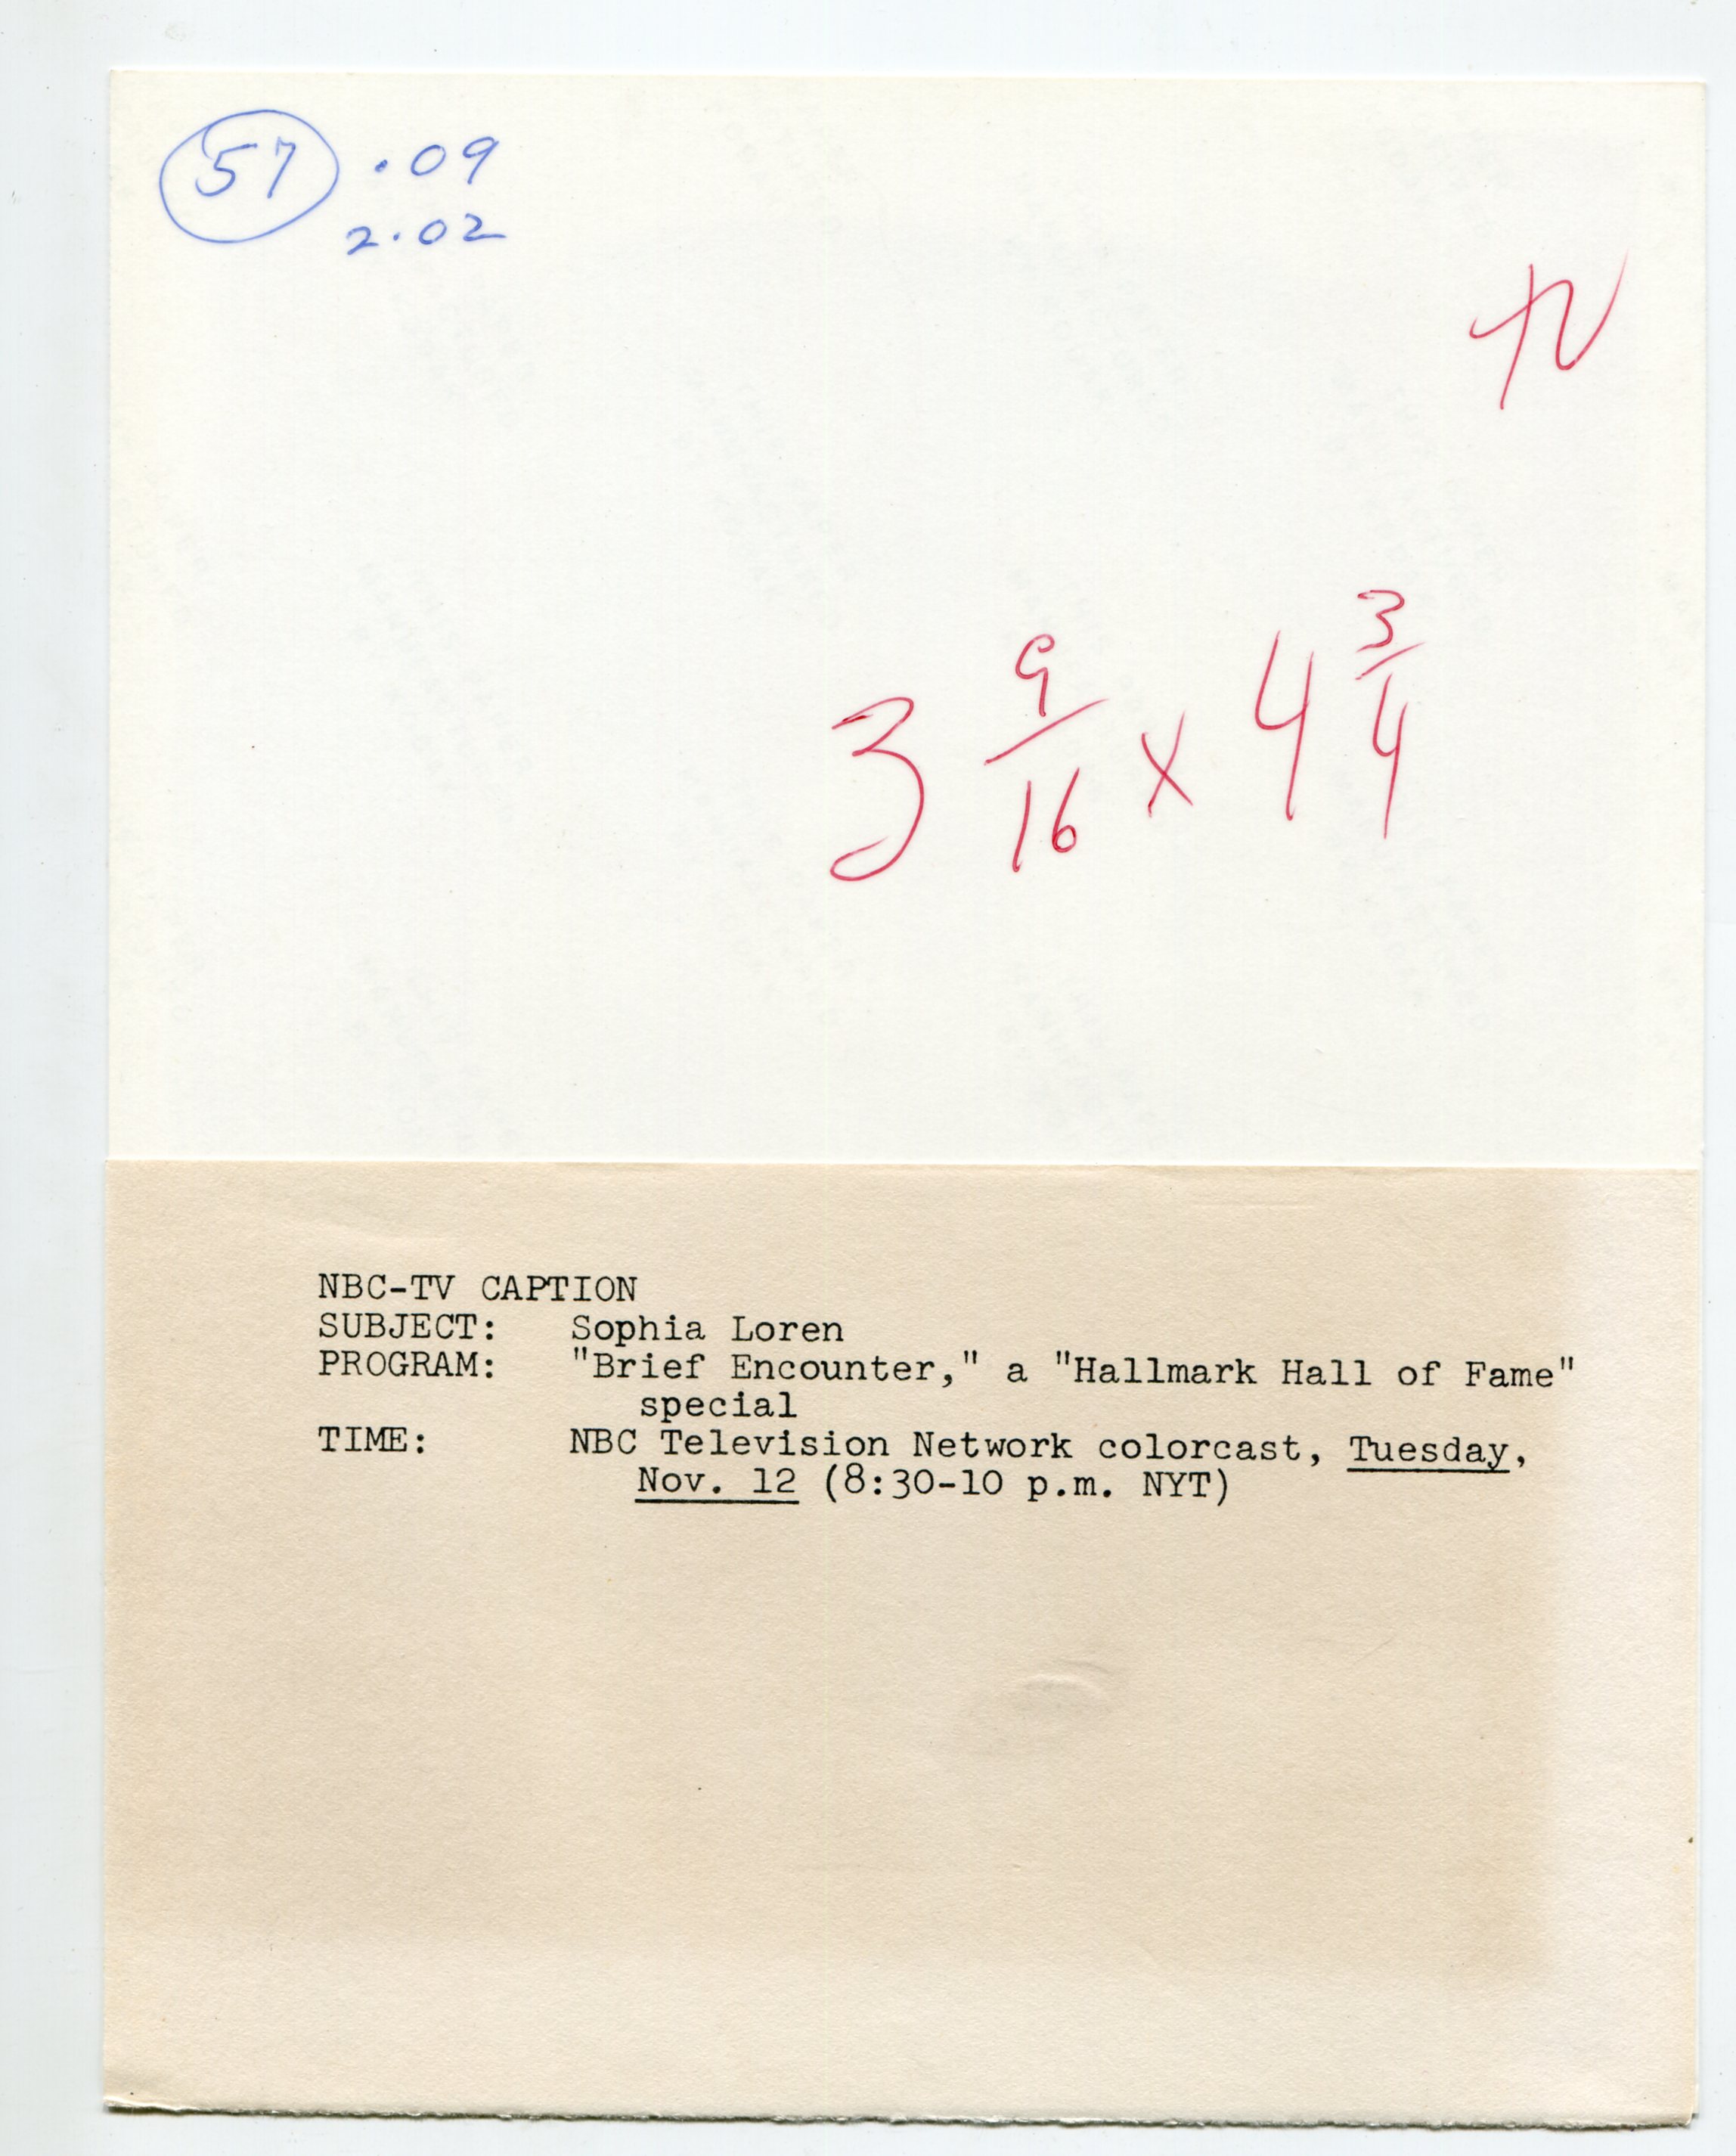 57 .09
2.02
TV
3 9/16 x 4 3/4
NBC-TV CAPTION
SUBJECT: Sophia Loren
PROGRAM: "Brief Encounter," a "Hallmark Hall of Fame"
special
TIME: NBC Television Network colorcast, Tuesday,
Nov. 12 (8:30-10 p.m. NYT)